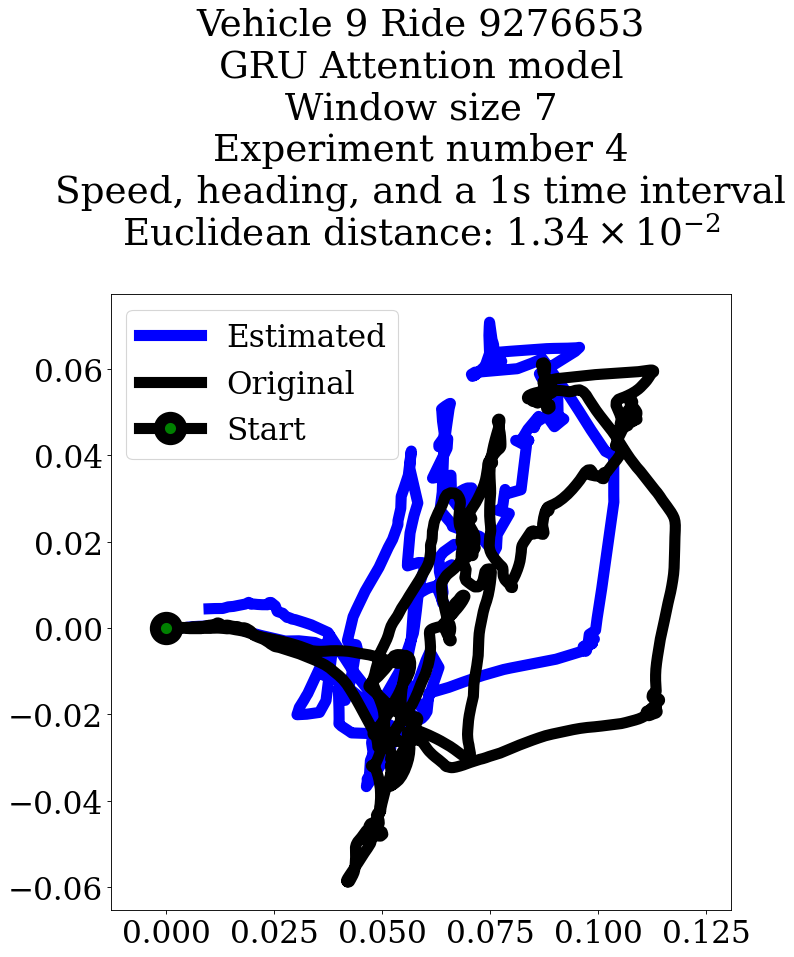 Vehicle 9 Ride 9276653
GRU Attention model
Window size 7
Experiment number 4
Speed, heading, and a 1s time interval
Euclidean distance: 1.34 × 10⁻²
Estimated
Original
Start
0.06
0.04
0.02
0.00
−0.02
−0.04
−0.06
0.000 0.025 0.050 0.075 0.100 0.125